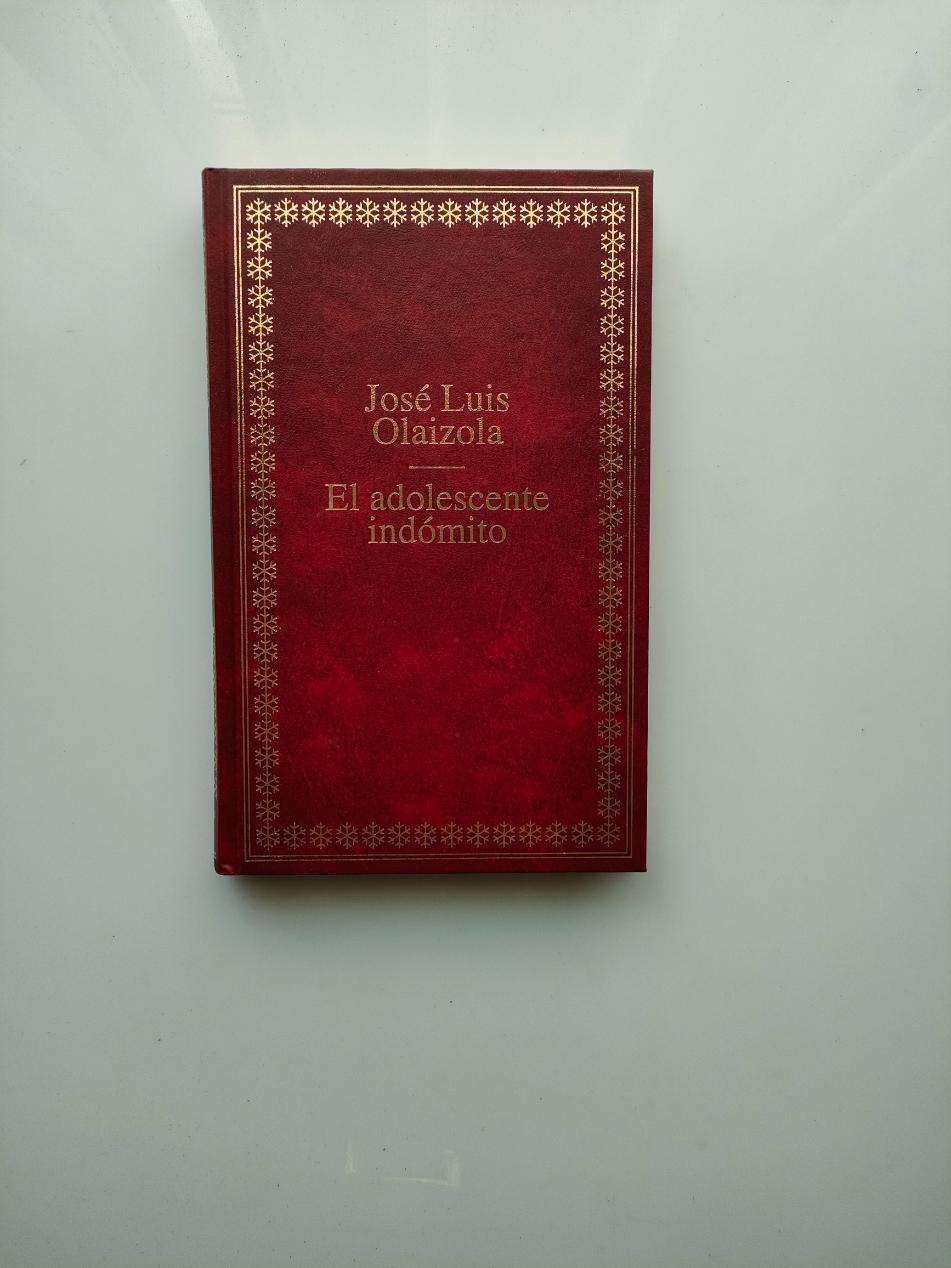 José Luis
Olaizola
El adolescente
indómito